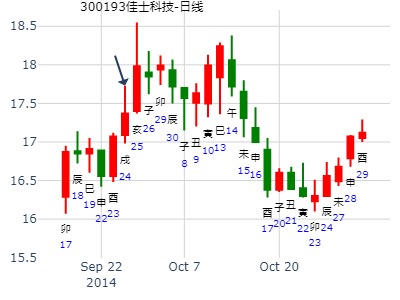 300193佳士科技-日线
18.5
18
17.5
17
16.5
16
15.5
卯
17
辰
18
巳
19
申
22
酉
23
戌
24
亥
25
子
26
卯
29
辰
30
子
8
丑
9
寅
10
巳
13
午
14
未
15
申
16
酉
17
子
20
丑
21
寅
22
卯
23
辰
24
未
27
申
28
酉
29
Sep 22
2014
Oct 7
Oct 20